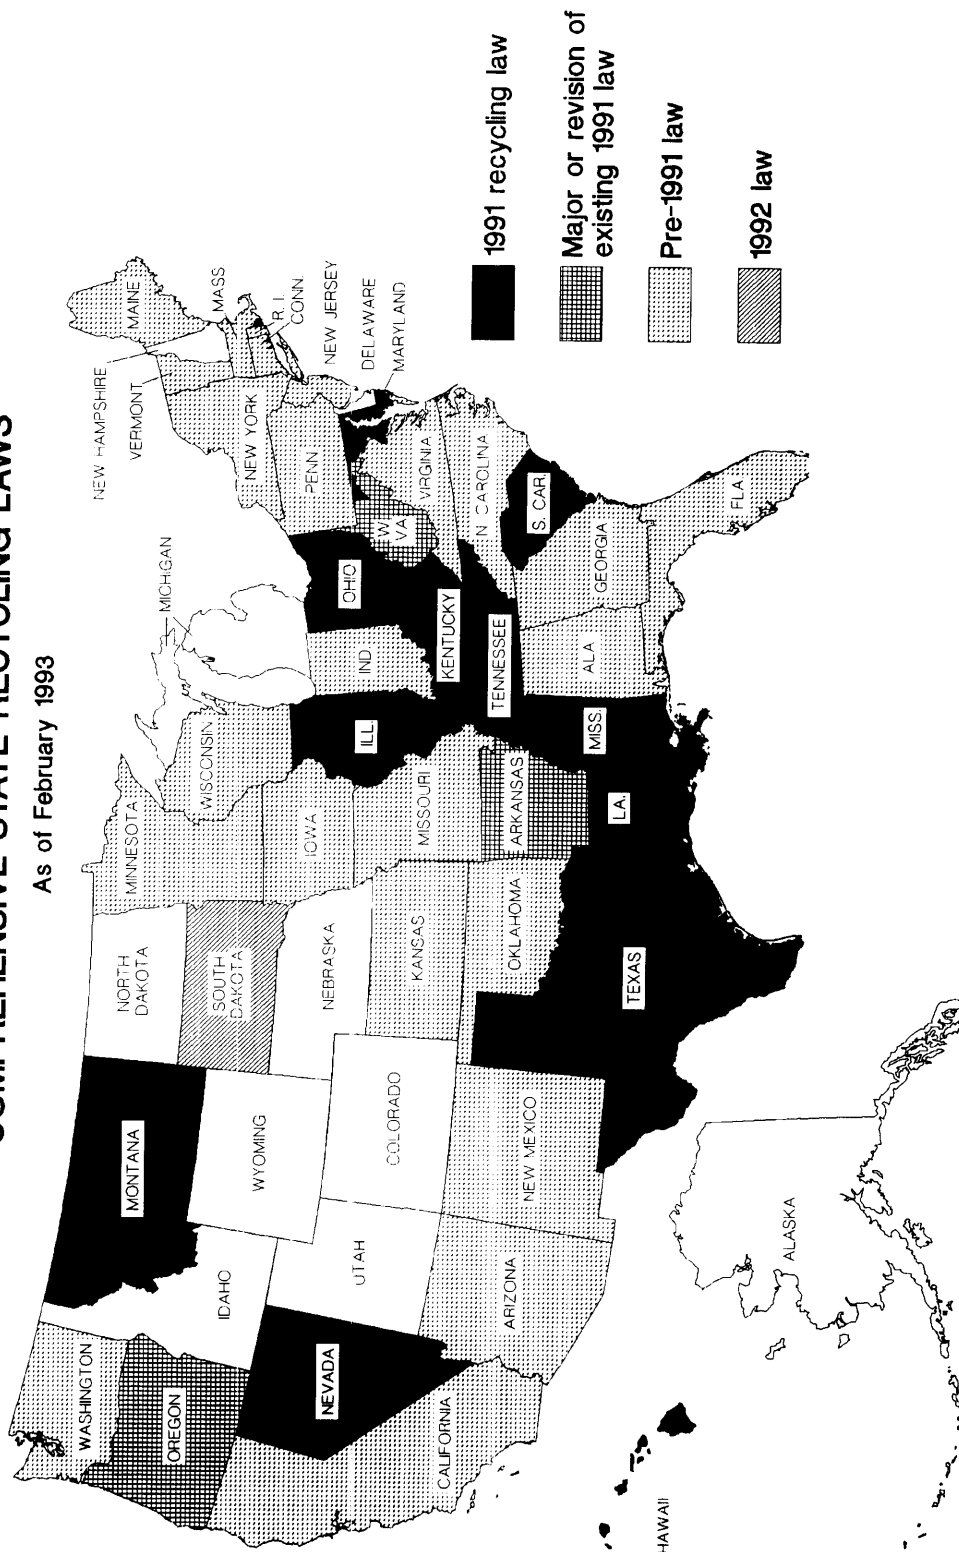 COMPREHENSIVE STATE RECYCLING LAWS
As of February 1993
WASHINGTON
OREGON
CALIFORNIA
NEVADA
IDAHO
MONTANA
WYOMING
UTAH
ARIZONA
COLORADO
NEW MEXICO
NORTH
DAKOTA
SOUTH
DAKOTA
NEBRASKA
KANSAS
OKLAHOMA
TEXAS
MINNESOTA
IOWA
MISSOURI
ARKANSAS
LA.
WISCONSIN
ILL.
MICHIGAN
IND
OHIO
KENTUCKY
TENNESSEE
MISS.
ALA
GEORGIA
FLA
S. CAR.
N CAROLINA
VIRGINIA
W
VA
PENN
NEW YORK
VERMONT
NEW HAMPSHIRE
MAINE
MASS
R.I.
CONN.
NEW JERSEY
DELAWARE
MARYLAND
ALASKA
HAWAII
1991 recycling law
Major or revision of
existing 1991 law
Pre-1991 law
1992 law